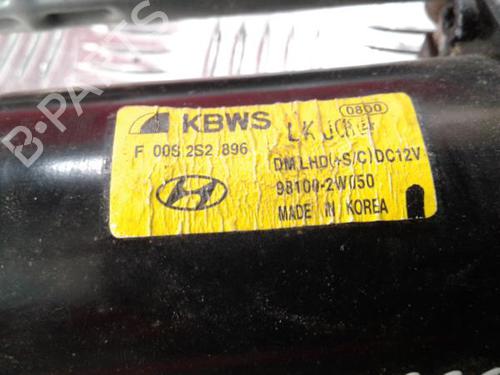 0800
KBWS
F 00S 2S2 896
DM LHD(+S/C) DC12V
98100-2W050
MADE IN KOREA
B-PARTS